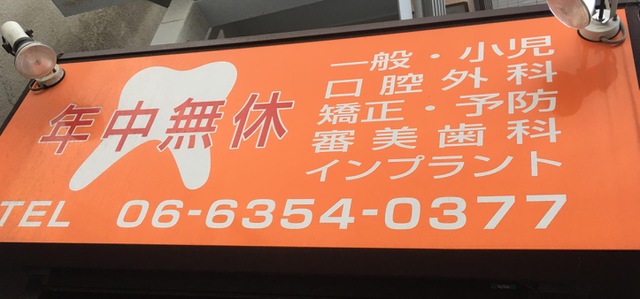 年中無休
一般・小児
口腔外科
矯正・予防
審美歯科
インプラント
TEL 06-6354-0377